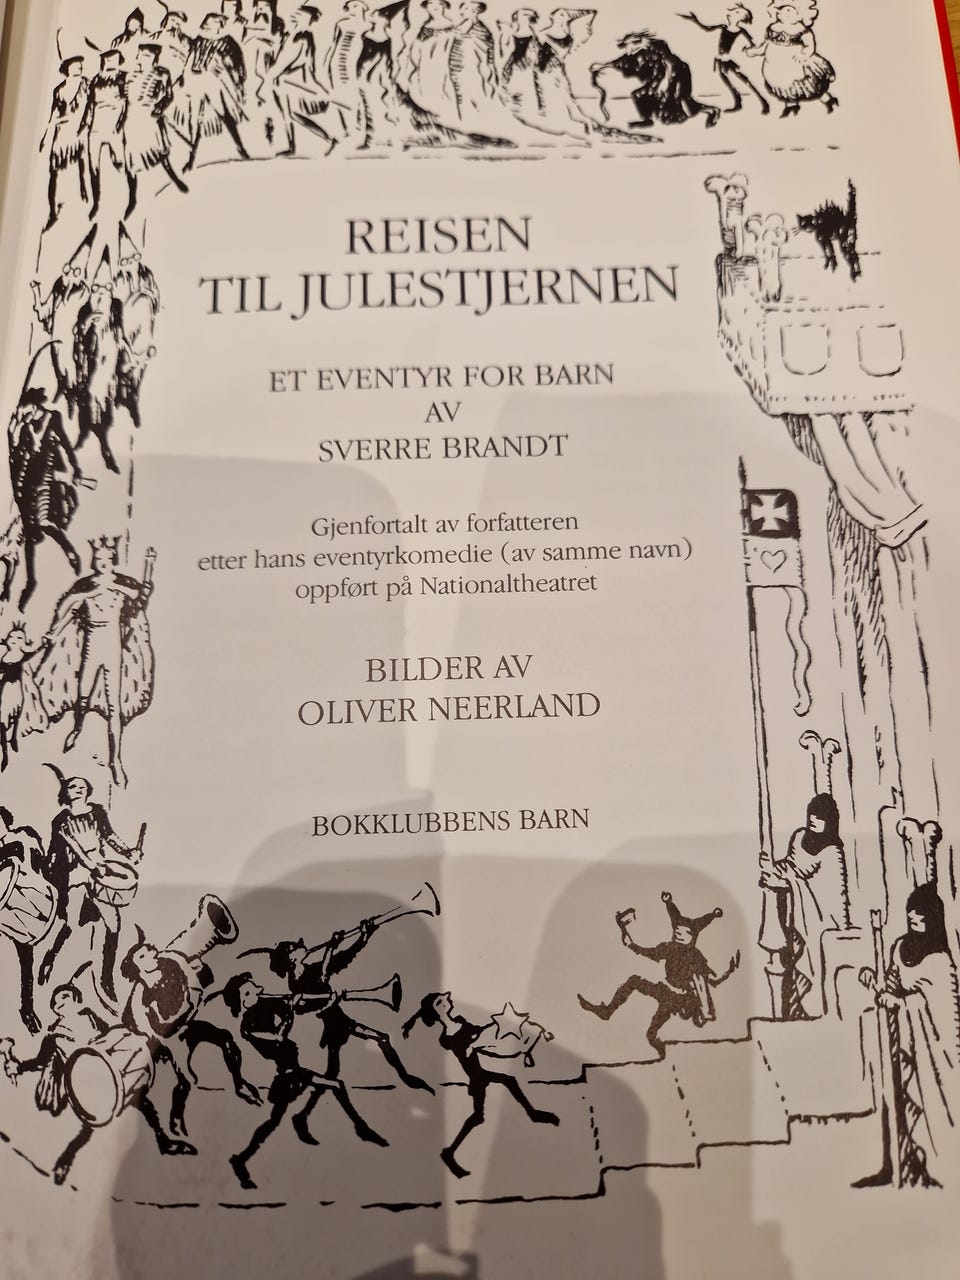 REISEN
TIL JULESTJERNEN
ET EVENTYR FOR BARN
AV
SVERRE BRANDT
Gjenfortalt av forfatteren
etter hans eventyrkomedie (av samme navn)
oppført på Nationaltheatret
BILDER AV
OLIVER NEERLAND
BOKKLUBBENS BARN